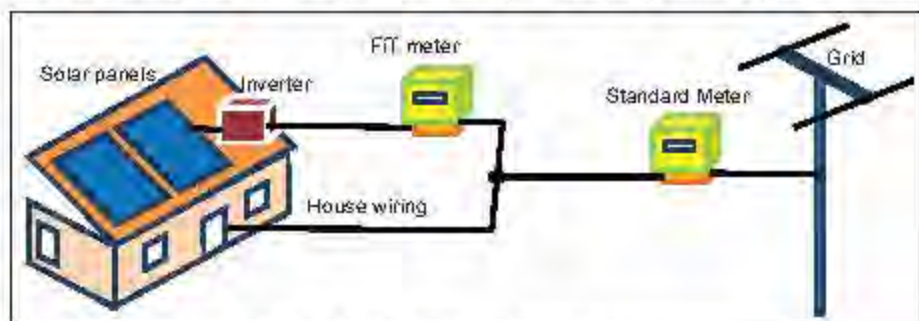 FiT meter
Solar panels
Inverter
Grid
Standard Meter
House wiring